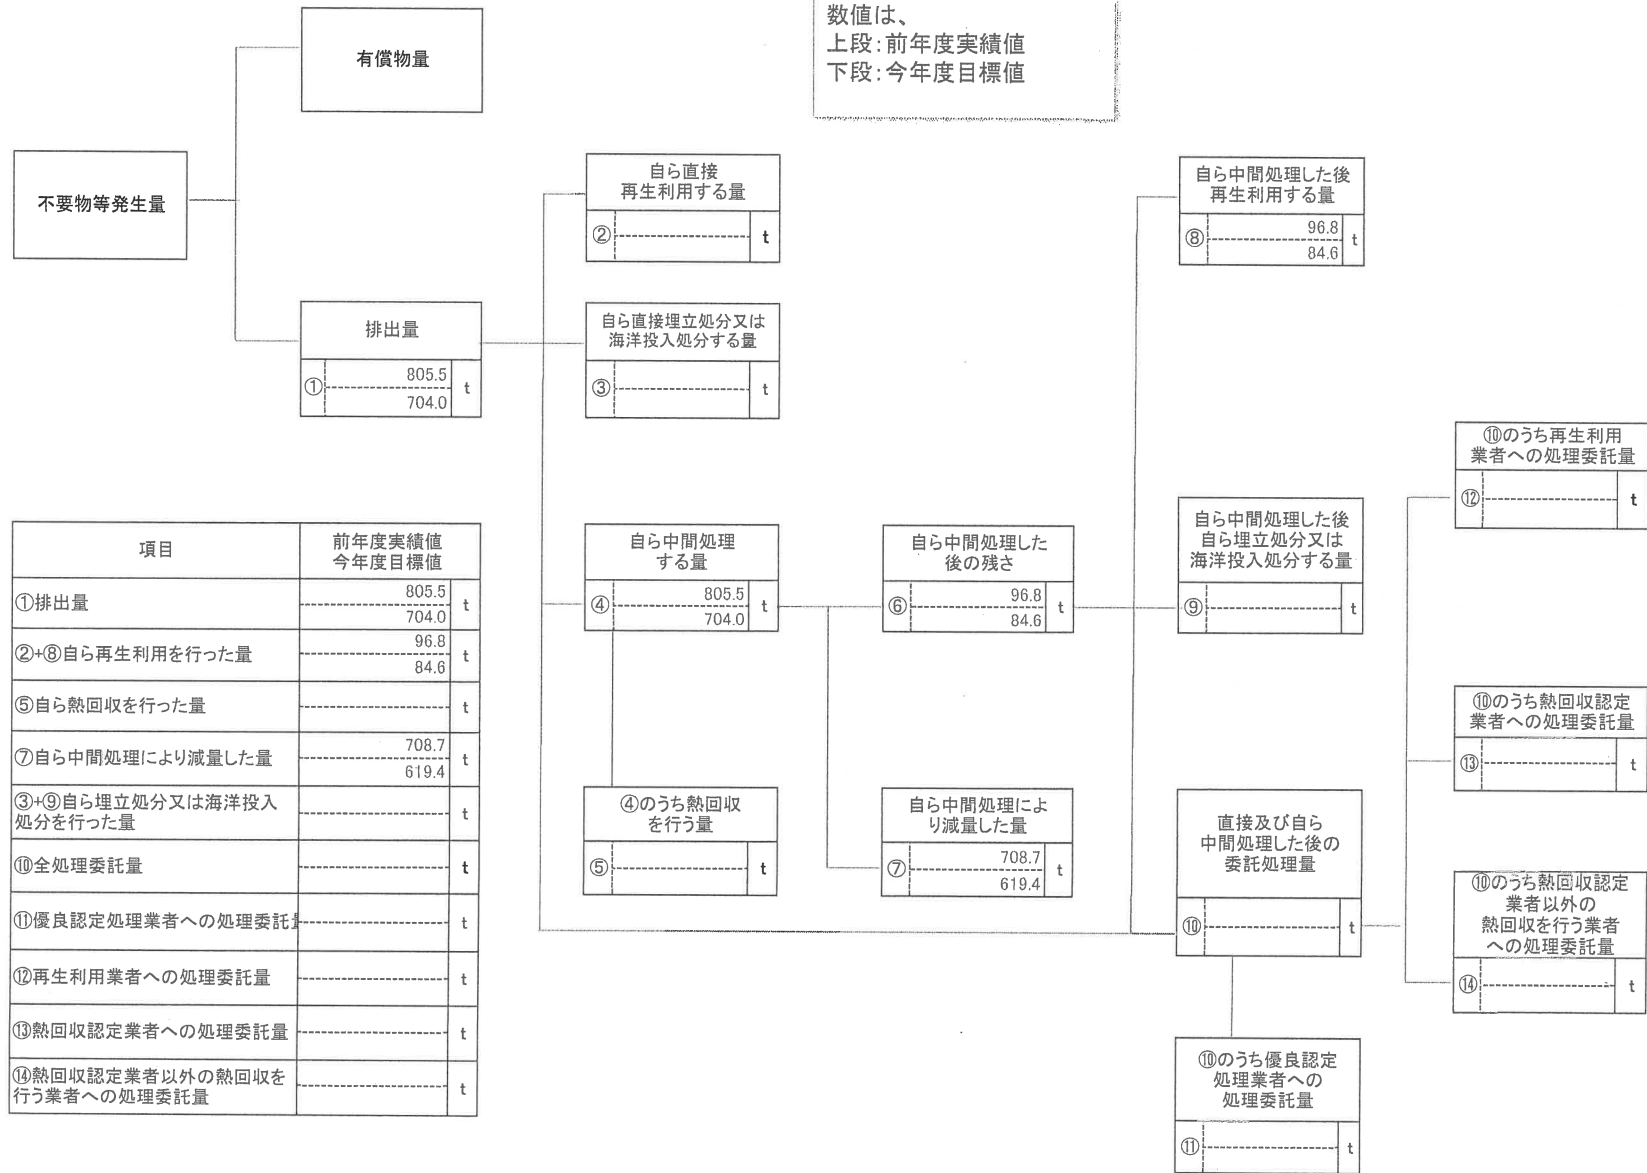 数値は、
上段：前年度実績値
下段：今年度目標値
有償物量
不要物等発生量
排出量
①
805.5
704.0
t
自ら直接
再生利用する量
②
t
自ら直接埋立処分又は
海洋投入処分する量
③
t
自ら中間処理
する量
④
805.5
704.0
t
④のうち熱回収
を行う量
⑤
t
自ら中間処理した
後の残さ
⑥
96.8
84.6
t
自ら中間処理によ
り減量した量
⑦
708.7
619.4
t
自ら中間処理した後
再生利用する量
⑧
96.8
84.6
t
自ら中間処理した後
自ら埋立処分又は
海洋投入処分する量
⑨
t
直接及び自ら
中間処理した後の
委託処理量
⑩
t
⑩のうち優良認定
処理業者への
処理委託量
⑪
t
⑩のうち再生利用
業者への処理委託量
⑫
t
⑩のうち熱回収認定
業者への処理委託量
⑬
t
⑩のうち熱回収認定
業者以外の
熱回収を行う業者
への処理委託量
⑭
t
項目
前年度実績値
今年度目標値
①排出量
805.5
704.0
t
②+⑧自ら再生利用を行った量
96.8
84.6
t
⑤自ら熱回収を行った量
t
⑦自ら中間処理により減量した量
708.7
619.4
t
③+⑨自ら埋立処分又は海洋投入
処分を行った量
t
⑩全処理委託量
t
⑪優良認定処理業者への処理委託
t
⑫再生利用業者への処理委託量
t
⑬熱回収認定業者への処理委託量
t
⑭熱回収認定業者以外の熱回収を
行う業者への処理委託量
t